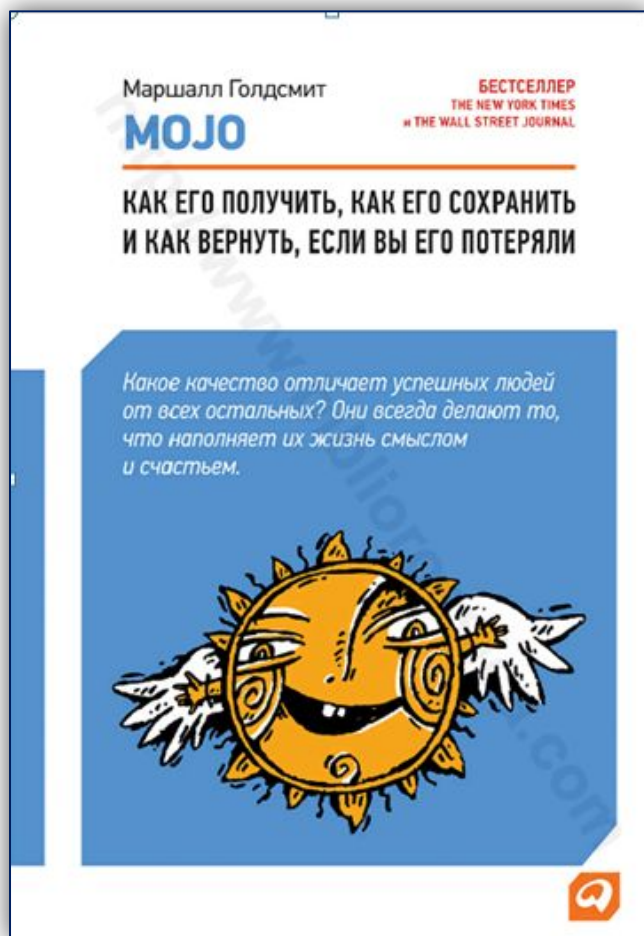 Маршалл Голдсмит
MOJO
БЕСТСЕЛЛЕР
THE NEW YORK TIMES
и THE WALL STREET JOURNAL
КАК ЕГО ПОЛУЧИТЬ, КАК ЕГО СОХРАНИТЬ
И КАК ВЕРНУТЬ, ЕСЛИ ВЫ ЕГО ПОТЕРЯЛИ
Какое качество отличает успешных людей
от всех остальных? Они всегда делают то,
что наполняет их жизнь смыслом
и счастьем.